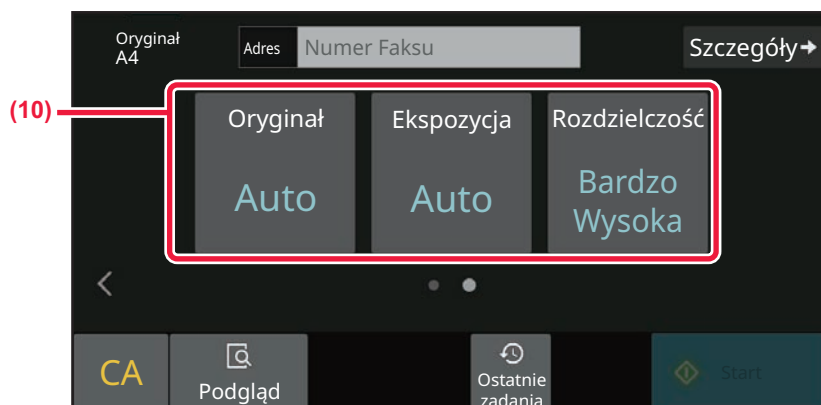 Oryginał
A4
Adres
Numer Faksu
Szczegóły
(10)
Oryginał
Ekspozycja
Rozdzielczość
Auto
Auto
Bardzo
Wysoka
CA
Podgląd
Ostatnie
zadania
Start